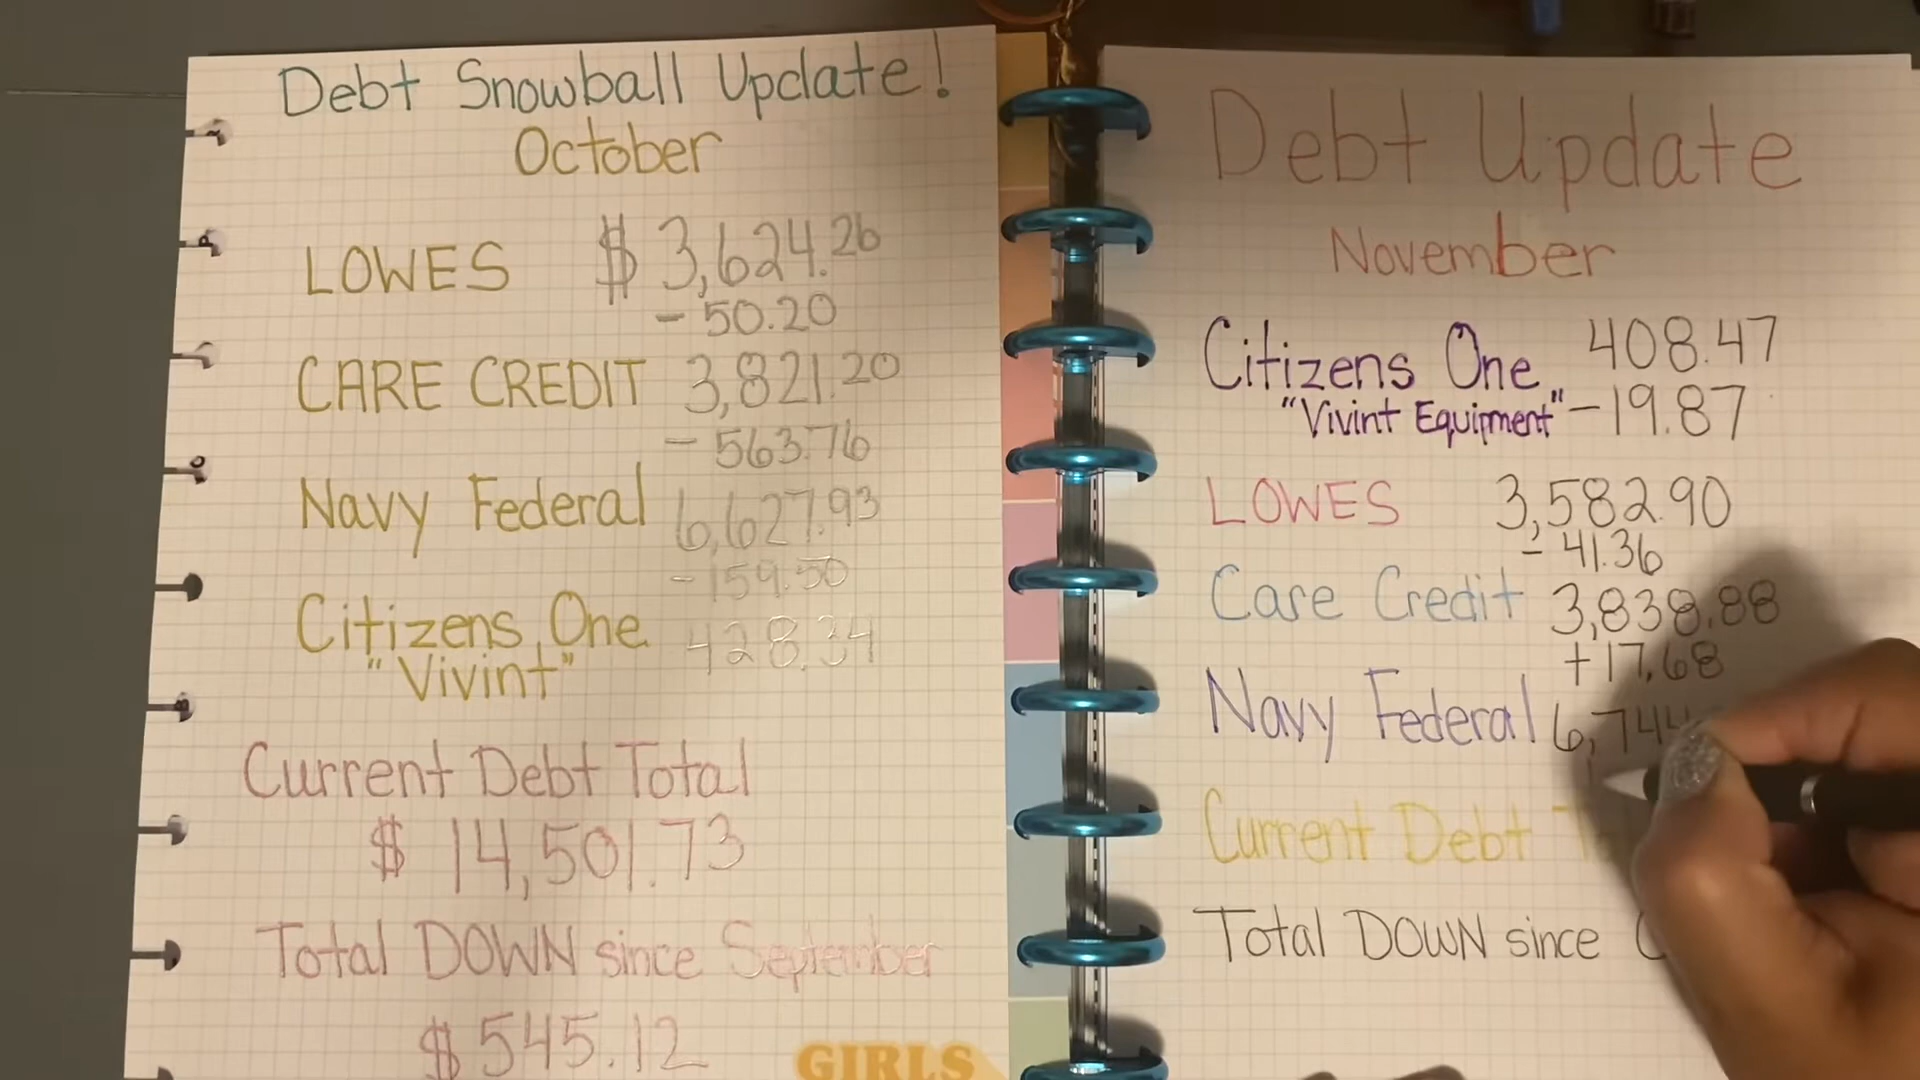 Debt Snowball Update!
October
LOWES $ 3,624.26
- 50.20
CARE CREDIT 3,821.20
- 563.76
Navy Federal 6,627.93
- 159.50
Citizens One 428.34
"Vivint"
Current Debt Total
$ 14,501.73
Total DOWN since September
$ 545.12
GIRLS
Debt Update
November
Citizens One 408.47
"Vivint Equipment" - 19.87
LOWES 3,582.90
- 41.36
Care Credit 3,838.88
+ 17.68
Navy Federal 6,744
Current Debt
Total DOWN since